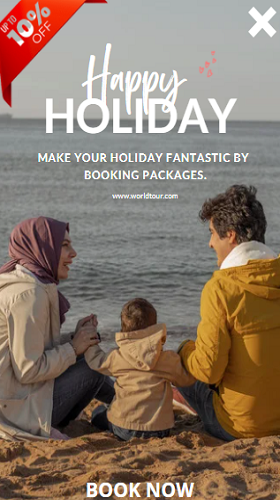 UP TO
10%
OFF
Happy
HOLIDAY
MAKE YOUR HOLIDAY FANTASTIC BY
BOOKING PACKAGES.
www.worldtour.com
BOOK NOW